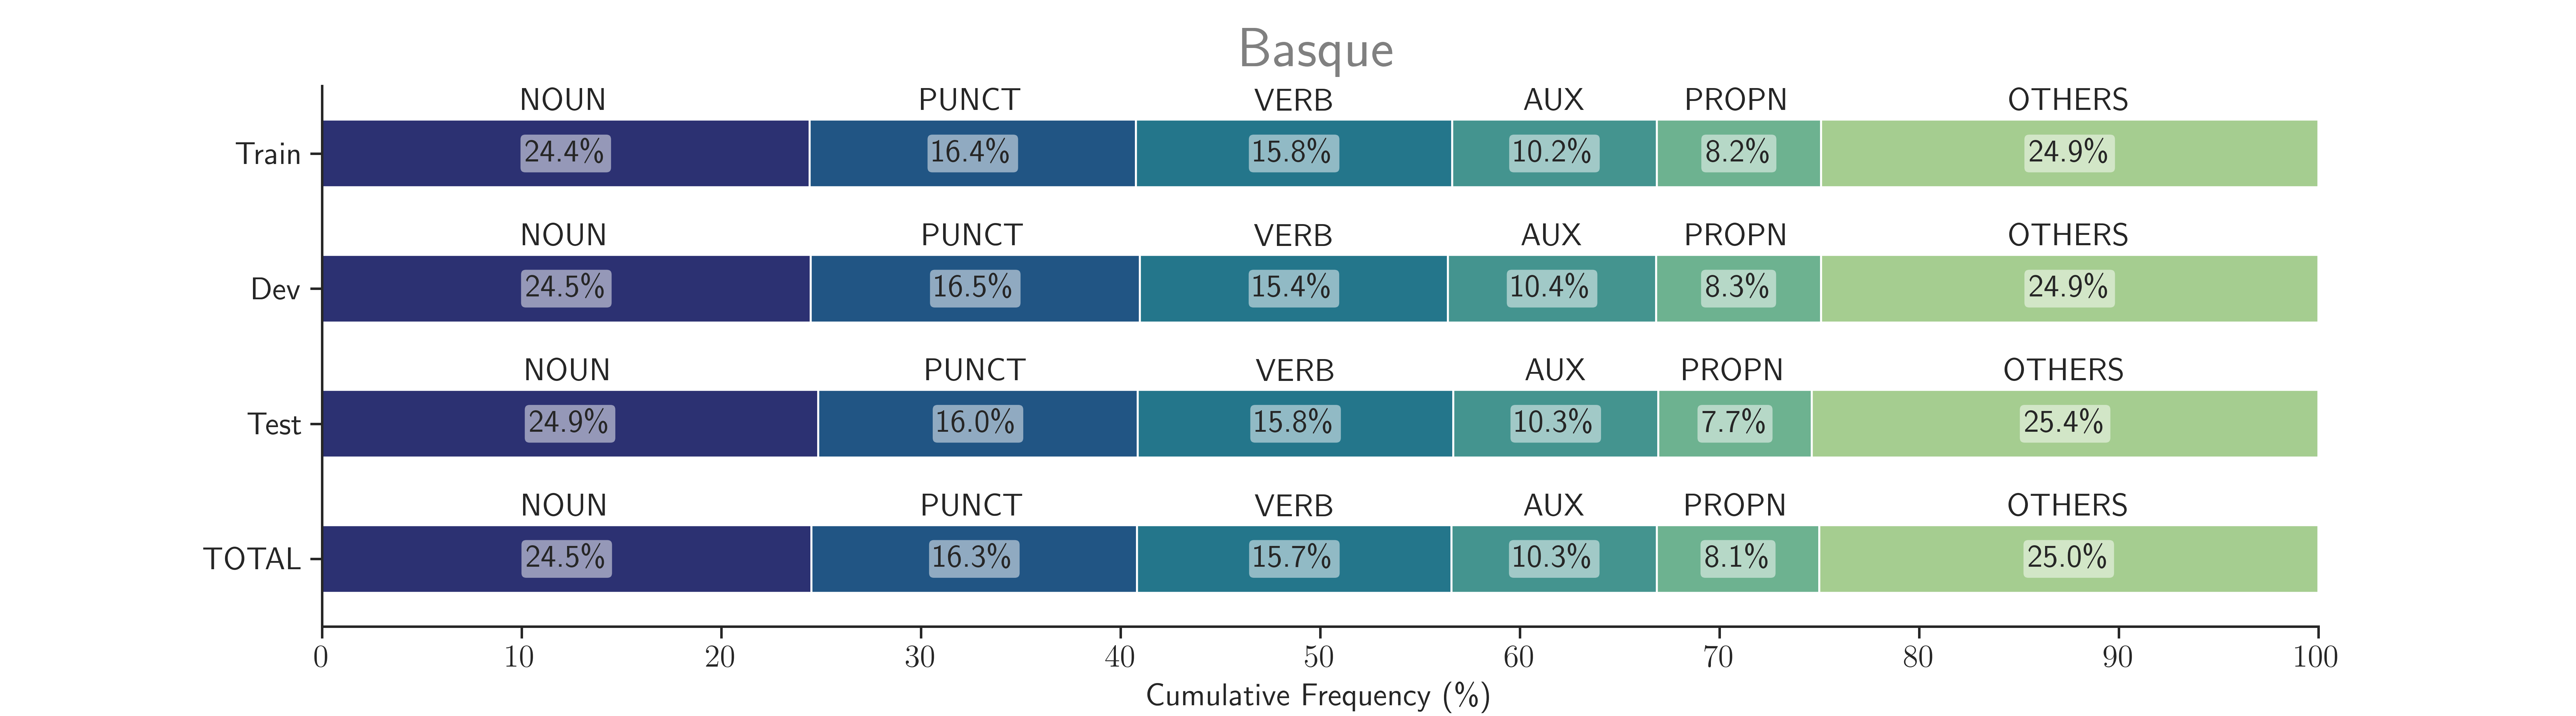 Basque
NOUN PUNCT VERB AUX PROPN OTHERS
Train 24.4% 16.4% 15.8% 10.2% 8.2% 24.9%
NOUN PUNCT VERB AUX PROPN OTHERS
Dev 24.5% 16.5% 15.4% 10.4% 8.3% 24.9%
NOUN PUNCT VERB AUX PROPN OTHERS
Test 24.9% 16.0% 15.8% 10.3% 7.7% 25.4%
NOUN PUNCT VERB AUX PROPN OTHERS
TOTAL 24.5% 16.3% 15.7% 10.3% 8.1% 25.0%
0 10 20 30 40 50 60 70 80 90 100
Cumulative Frequency (%)